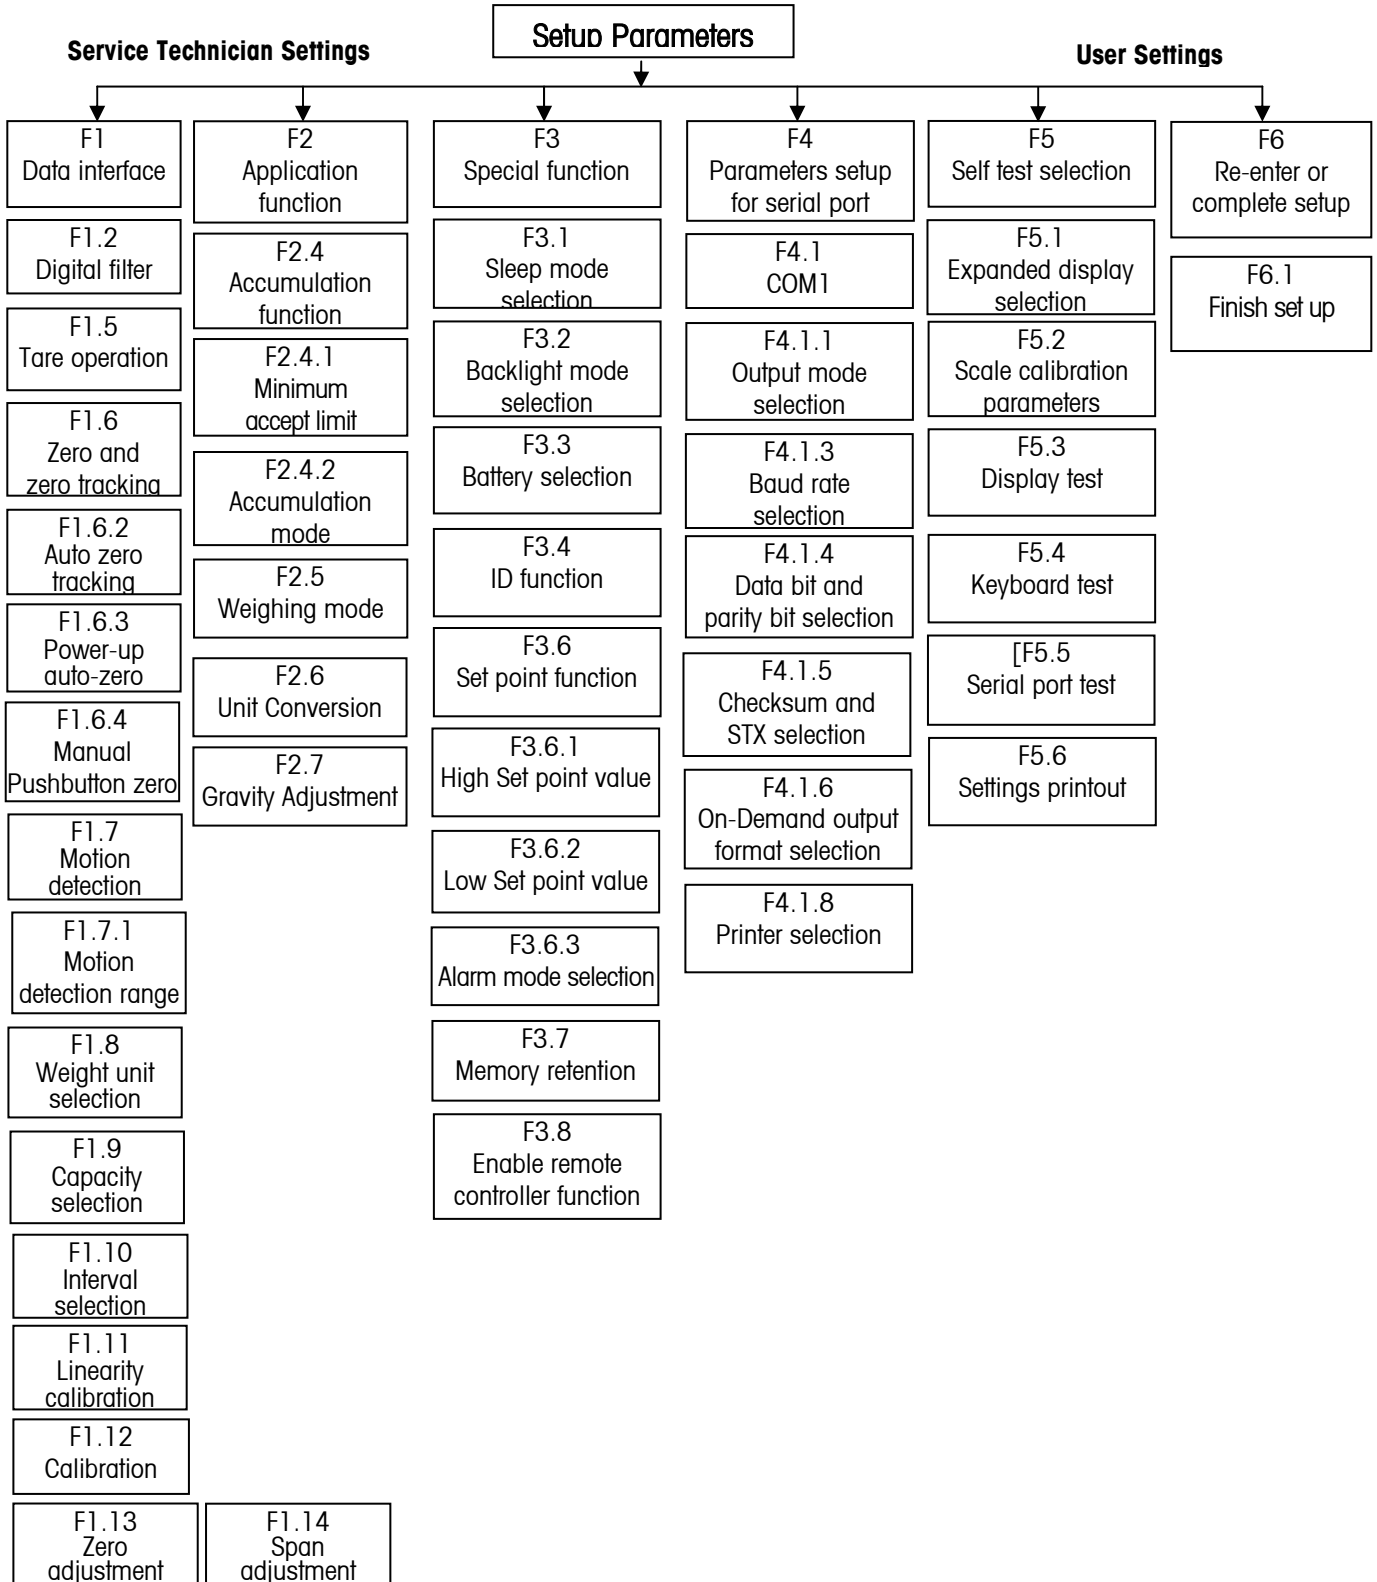 Setup Parameters
Service Technician Settings
User Settings
F1
Data interface
F1.2
Digital filter
F1.5
Tare operation
F1.6
Zero and
zero tracking
F1.6.2
Auto zero
tracking
F1.6.3
Power-up
auto-zero
F1.6.4
Manual
Pushbutton zero
F1.7
Motion
detection
F1.7.1
Motion
detection range
F1.8
Weight unit
selection
F1.9
Capacity
selection
F1.10
Interval
selection
F1.11
Linearity
calibration
F1.12
Calibration
F1.13
Zero
adjustment
F1.14
Span
adjustment
F2
Application
function
F2.4
Accumulation
function
F2.4.1
Minimum
accept limit
F2.4.2
Accumulation
mode
F2.5
Weighing mode
F2.6
Unit Conversion
F2.7
Gravity Adjustment
F3
Special function
F3.1
Sleep mode
selection
F3.2
Backlight mode
selection
F3.3
Battery selection
F3.4
ID function
F3.6
Set point function
F3.6.1
High Set point value
F3.6.2
Low Set point value
F3.6.3
Alarm mode selection
F3.7
Memory retention
F3.8
Enable remote
controller function
F4
Parameters setup
for serial port
F4.1
COM1
F4.1.1
Output mode
selection
F4.1.3
Baud rate
selection
F4.1.4
Data bit and
parity bit selection
F4.1.5
Checksum and
STX selection
F4.1.6
On-Demand output
format selection
F4.1.8
Printer selection
F5
Self test selection
F5.1
Expanded display
selection
F5.2
Scale calibration
parameters
F5.3
Display test
F5.4
Keyboard test
[F5.5
Serial port test
F5.6
Settings printout
F6
Re-enter or
complete setup
F6.1
Finish set up